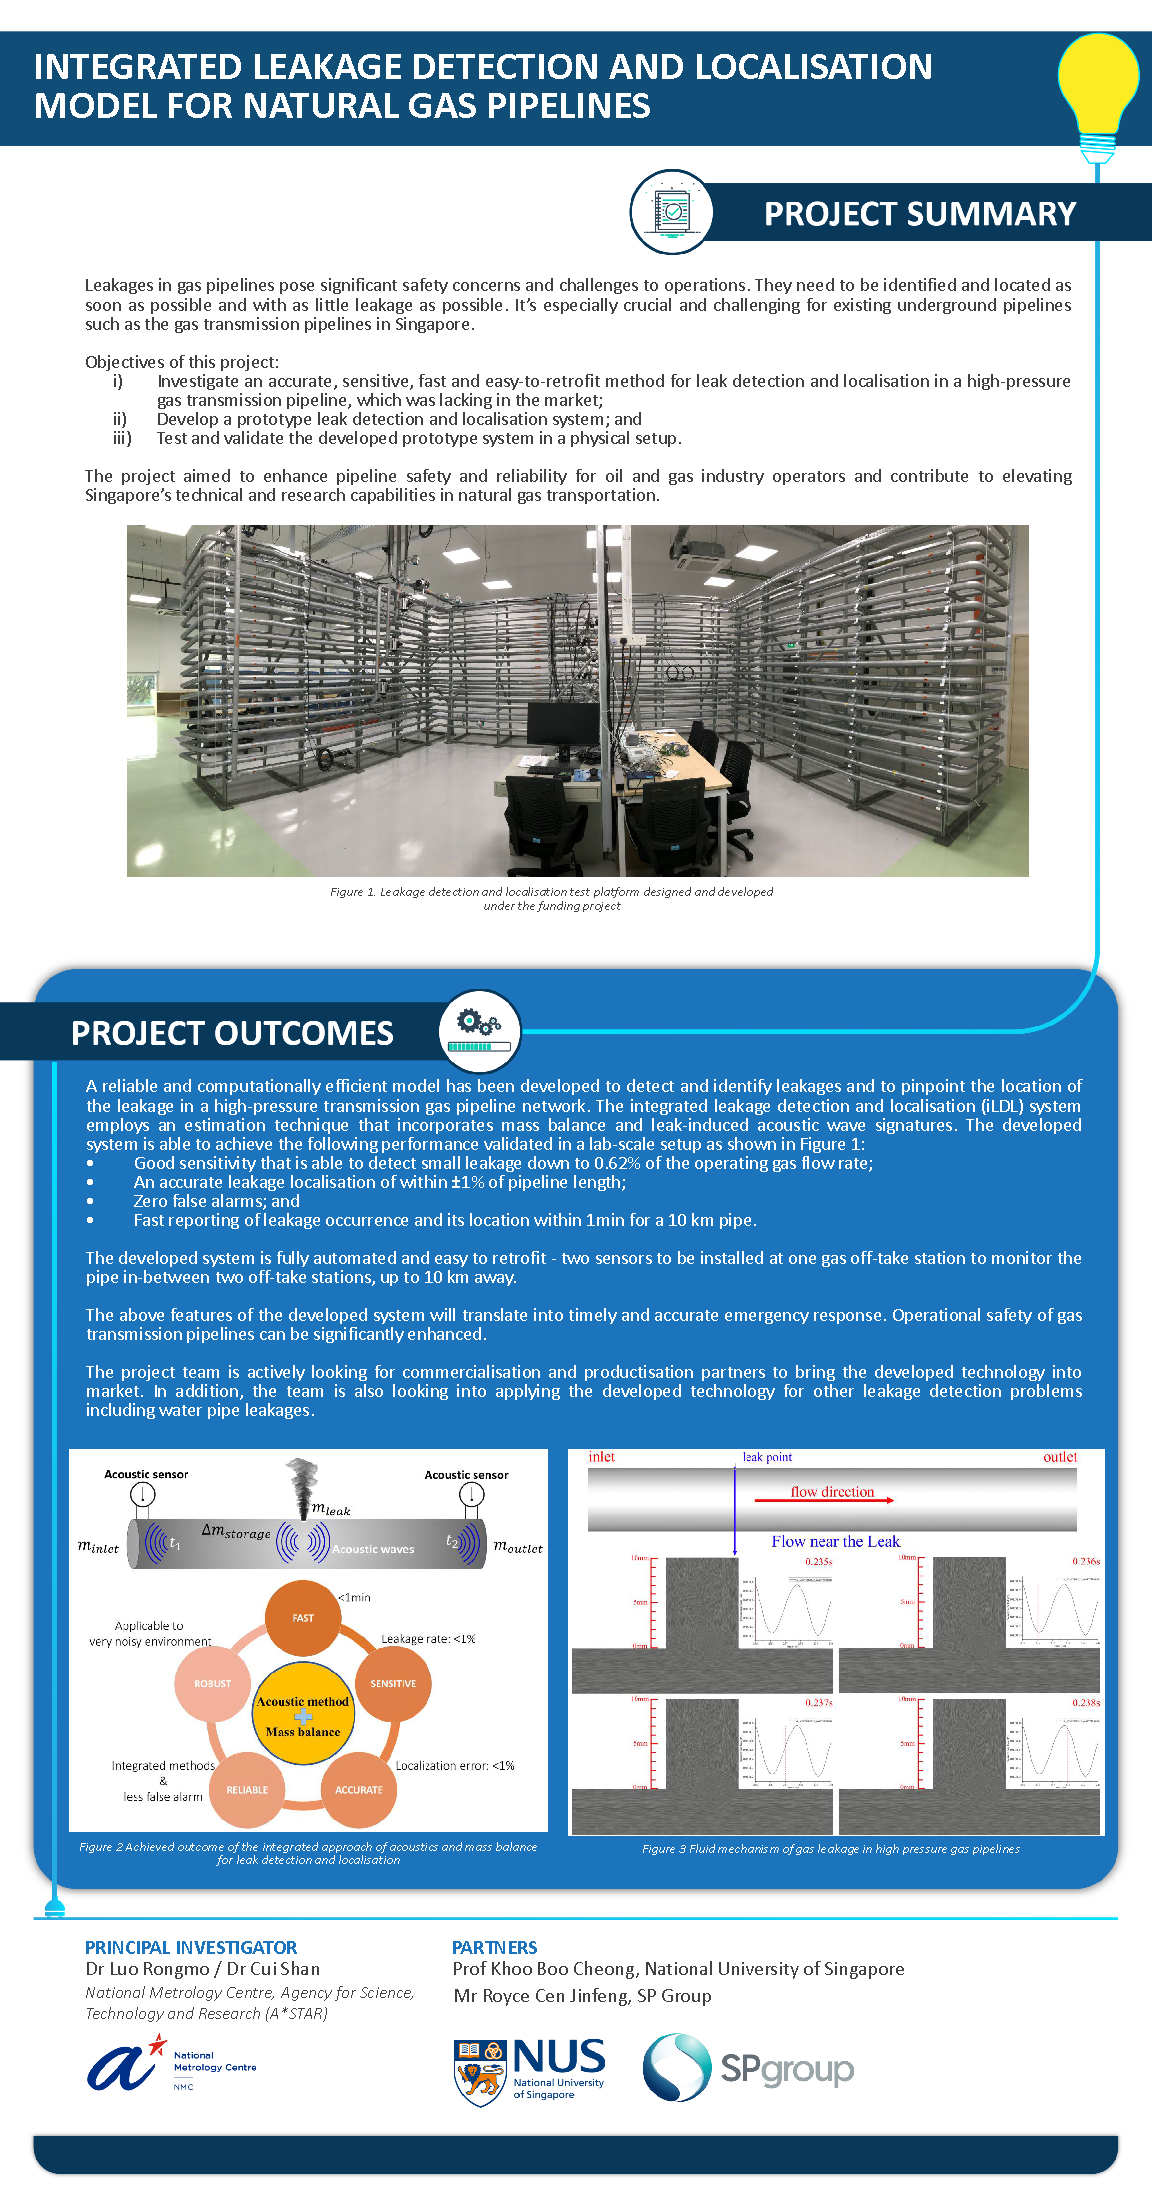 INTEGRATED LEAKAGE DETECTION AND LOCALISATION
MODEL FOR NATURAL GAS PIPELINES
PROJECT SUMMARY
Leakages in gas pipelines pose significant safety concerns and challenges to operations. They need to be identified and located as
soon as possible and with as little leakage as possible. It’s especially crucial and challenging for existing underground pipelines
such as the gas transmission pipelines in Singapore.
Objectives of this project:
i) Investigate an accurate, sensitive, fast and easy-to-retrofit method for leak detection and localisation in a high-pressure
gas transmission pipeline, which was lacking in the market;
ii) Develop a prototype leak detection and localisation system; and
iii) Test and validate the developed prototype system in a physical setup.
The project aimed to enhance pipeline safety and reliability for oil and gas industry operators and contribute to elevating
Singapore’s technical and research capabilities in natural gas transportation.
Figure 1. Leakage detection and localisation test platform designed and developed
under the funding project
PROJECT OUTCOMES
A reliable and computationally efficient model has been developed to detect and identify leakages and to pinpoint the location of
the leakage in a high-pressure transmission gas pipeline network. The integrated leakage detection and localisation (iLDL) system
employs an estimation technique that incorporates mass balance and leak-induced acoustic wave signatures. The developed
system is able to achieve the following performance validated in a lab-scale setup as shown in Figure 1:
• Good sensitivity that is able to detect small leakage down to 0.62% of the operating gas flow rate;
• An accurate leakage localisation of within ±1% of pipeline length;
• Zero false alarms; and
• Fast reporting of leakage occurrence and its location within 1min for a 10 km pipe.
The developed system is fully automated and easy to retrofit - two sensors to be installed at one gas off-take station to monitor the
pipe in-between two off-take stations, up to 10 km away.
The above features of the developed system will translate into timely and accurate emergency response. Operational safety of gas
transmission pipelines can be significantly enhanced.
The project team is actively looking for commercialisation and productisation partners to bring the developed technology into
market. In addition, the team is also looking into applying the developed technology for other leakage detection problems
including water pipe leakages.
Acoustic sensor
Acoustic sensor
m_leak
Δm_storage
m_inlet
t_1
Acoustic waves
t_2
m_outlet
FAST
<1min
Applicable to
very noisy environment
Leakage rate: <1%
ROBUST
SENSITIVE
Acoustic method
+
Mass balance
Integrated methods
&
less false alarm
Localization error: <1%
RELIABLE
ACCURATE
Figure 2 Achieved outcome of the integrated approach of acoustics and mass balance
for leak detection and localisation
inlet
leak point
outlet
flow direction
Flow near the Leak
10mm
5mm
0mm
0.235s
10mm
5mm
0mm
0.236s
10mm
5mm
0mm
0.237s
10mm
5mm
0mm
0.238s
Figure 3 Fluid mechanism of gas leakage in high pressure gas pipelines
PRINCIPAL INVESTIGATOR
Dr Luo Rongmo / Dr Cui Shan
National Metrology Centre, Agency for Science,
Technology and Research (A*STAR)
PARTNERS
Prof Khoo Boo Cheong, National University of Singapore
Mr Royce Cen Jinfeng, SP Group
a
National
Metrology Centre
NMC
NUS
National University
of Singapore
SPgroup